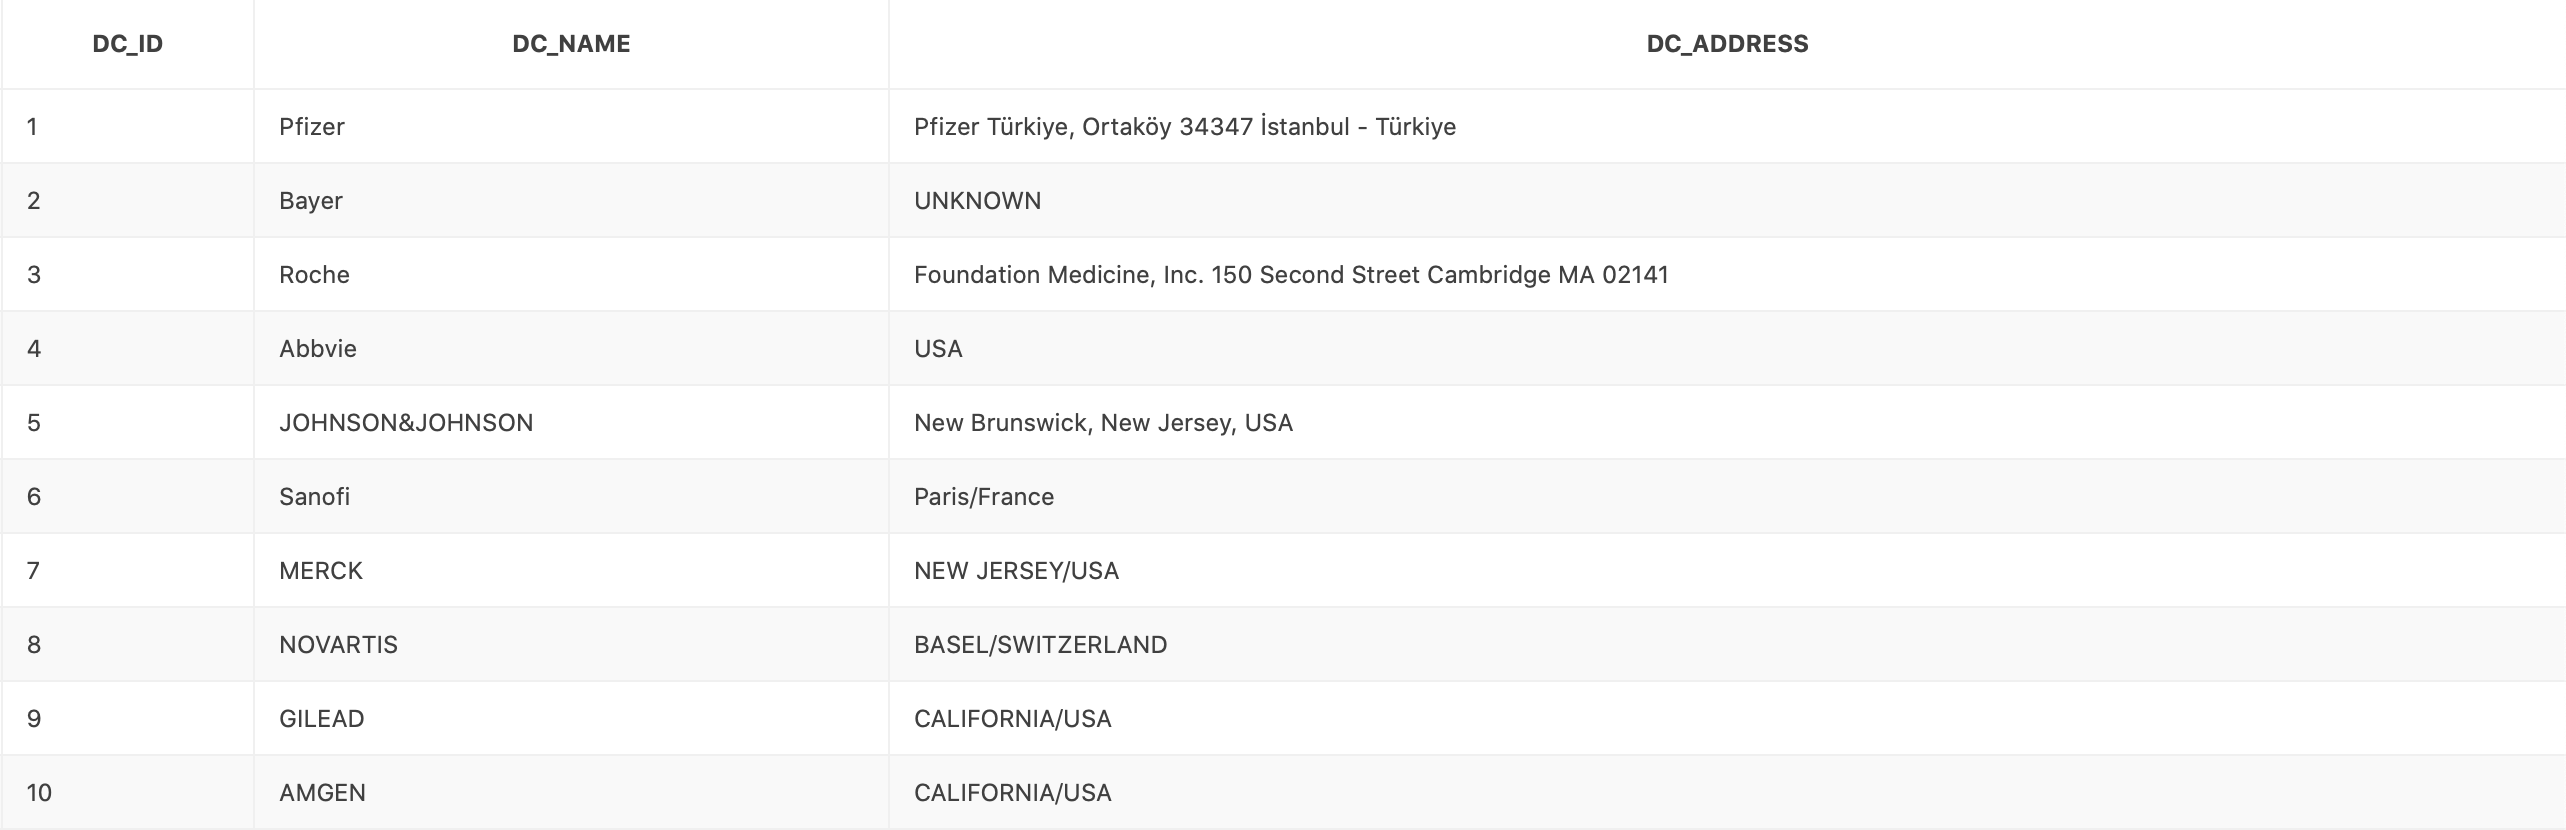 DC_ID DC_NAME DC_ADDRESS
1 Pfizer Pfizer Türkiye, Ortaköy 34347 İstanbul - Türkiye
2 Bayer UNKNOWN
3 Roche Foundation Medicine, Inc. 150 Second Street Cambridge MA 02141
4 Abbvie USA
5 JOHNSON&JOHNSON New Brunswick, New Jersey, USA
6 Sanofi Paris/France
7 MERCK NEW JERSEY/USA
8 NOVARTIS BASEL/SWITZERLAND
9 GILEAD CALIFORNIA/USA
10 AMGEN CALIFORNIA/USA